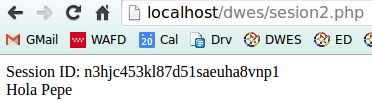 localhost/dwes/sesion2.php
GMail WAFD 20 Cal Drv DWES ED
Session ID: n3hjc453kl87d51saeuha8vnp1
Hola Pepe